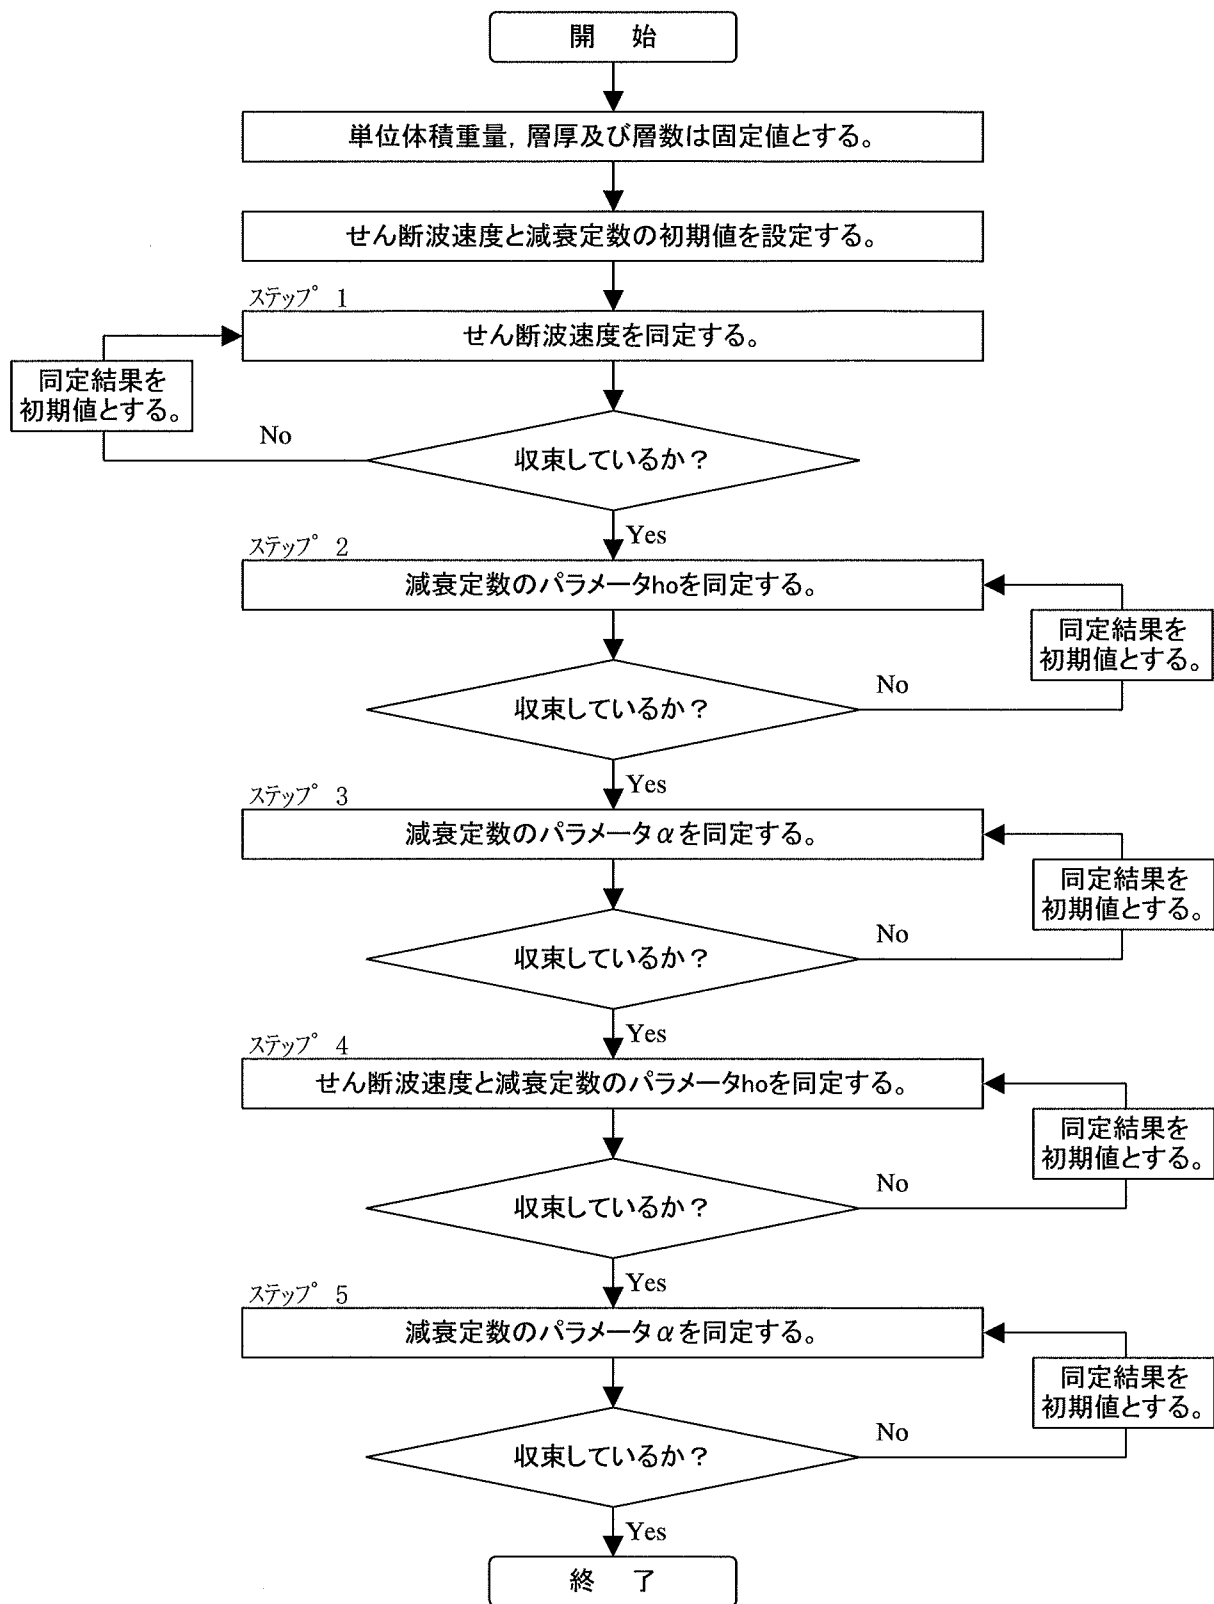 開 始
単位体積重量，層厚及び層数は固定値とする。
せん断波速度と減衰定数の初期値を設定する。
ステップ 1
せん断波速度を同定する。
同定結果を
初期値とする。
No
収束しているか？
Yes
ステップ 2
減衰定数のパラメータhoを同定する。
同定結果を
初期値とする。
No
収束しているか？
Yes
ステップ 3
減衰定数のパラメータαを同定する。
同定結果を
初期値とする。
No
収束しているか？
Yes
ステップ 4
せん断波速度と減衰定数のパラメータhoを同定する。
同定結果を
初期値とする。
No
収束しているか？
Yes
ステップ 5
減衰定数のパラメータαを同定する。
同定結果を
初期値とする。
No
収束しているか？
Yes
終 了